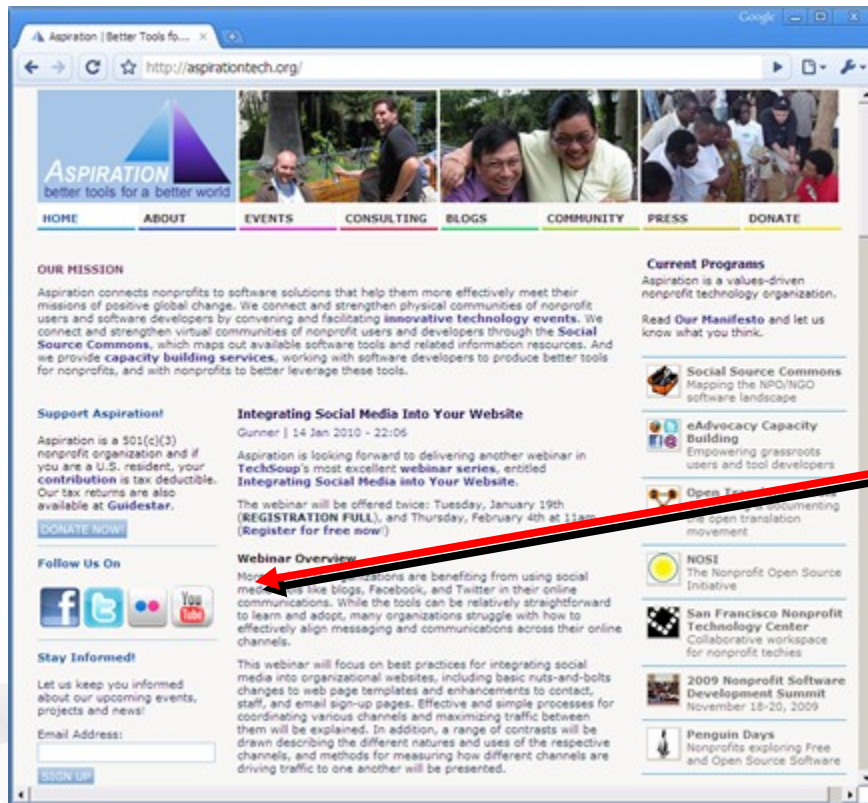 Google
Aspiration | Better Tools fo...
http://aspirationtech.org/
ASPIRATION
better tools for a better world
HOME ABOUT EVENTS CONSULTING BLOGS COMMUNITY PRESS DONATE
OUR MISSION
Aspiration connects nonprofits to software solutions that help them more effectively meet their
missions of positive global change. We connect and strengthen physical communities of nonprofit
users and software developers by convening and facilitating innovative technology events. We
connect and strengthen virtual communities of nonprofit users and developers through the Social
Source Commons, which maps out available software tools and related information resources. And
we provide capacity building services, working with software developers to produce better tools
for nonprofits, and with nonprofits to better leverage these tools.
Support Aspiration!
Aspiration is a 501(c)(3)
nonprofit organization and if
you are a U.S. resident, your
contribution is tax deductible.
Our tax returns are also
available at Guidestar.
DONATE NOW!
Follow Us On
You
Tube
Stay Informed!
Let us keep you informed
about our upcoming events,
projects and news!
Email Address:
SIGN UP
Integrating Social Media Into Your Website
Gunner | 14 Jan 2010 - 22:06
Aspiration is looking forward to delivering another webinar in
TechSoup's most excellent webinar series, entitled
Integrating Social Media into Your Website.
The webinar will be offered twice: Tuesday, January 19th
(REGISTRATION FULL), and Thursday, February 4th at 11am
(Register for free now!)
Webinar Overview
More organizations are benefiting from using social
like blogs, Facebook, and Twitter in their online
communications. While the tools can be relatively straightforward
to learn and adopt, many organizations struggle with how to
effectively align messaging and communications across their online
channels.
This webinar will focus on best practices for integrating social
media into organizational websites, including basic nuts-and-bolts
changes to web page templates and enhancements to contact,
staff, and email sign-up pages. Effective and simple processes for
coordinating various channels and maximizing traffic between
them will be explained. In addition, a range of contrasts will be
drawn describing the different natures and uses of the respective
channels, and methods for measuring how different channels are
driving traffic to one another will be presented.
Current Programs
Aspiration is a values-driven
nonprofit technology organization.
Read Our Manifesto and let us
know what you think.
Social Source Commons
Mapping the NPO/NGO
software landscape
eAdvocacy Capacity
Building
Empowering grassroots
users and tool developers
Open
documenting
the open translation
movement
NOSI
The Nonprofit Open Source
Initiative
San Francisco Nonprofit
Technology Center
Collaborative workspace
for nonprofit techies
2009 Nonprofit Software
Development Summit
November 18-20, 2009
Penguin Days
Nonprofits exploring Free
and Open Source Software